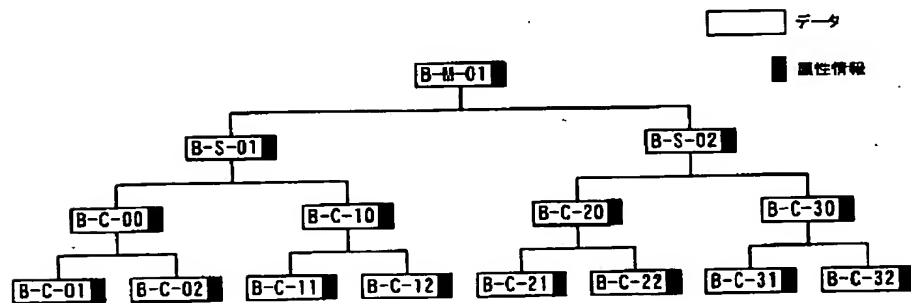 データ
属性情報
B-M-01
B-S-01 B-S-02
B-C-00 B-C-10 B-C-20 B-C-30
B-C-01 B-C-02 B-C-11 B-C-12 B-C-21 B-C-22 B-C-31 B-C-32